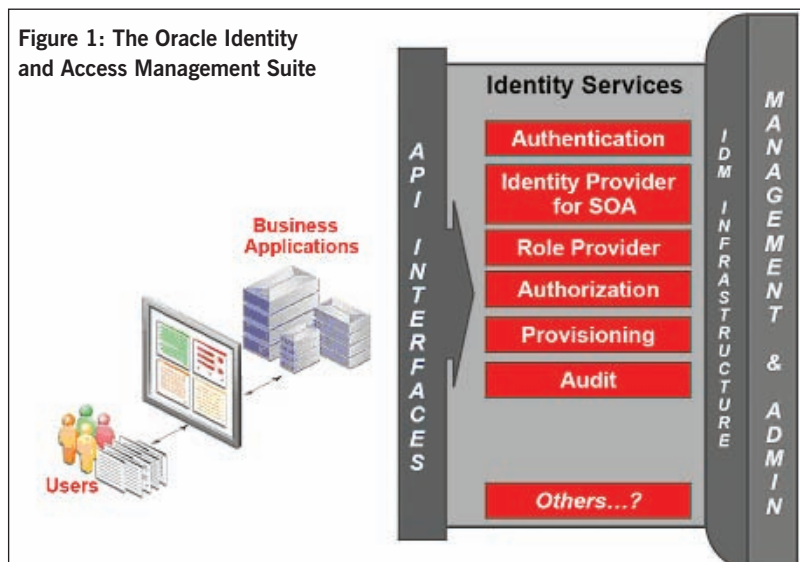 Figure 1: The Oracle Identity
and Access Management Suite
Business
Applications
Users
API INTERFACES
Identity Services
Authentication
Identity Provider
for SOA
Role Provider
Authorization
Provisioning
Audit
Others...?
IDM INFRASTRUCTURE
MANAGEMENT & ADMIN